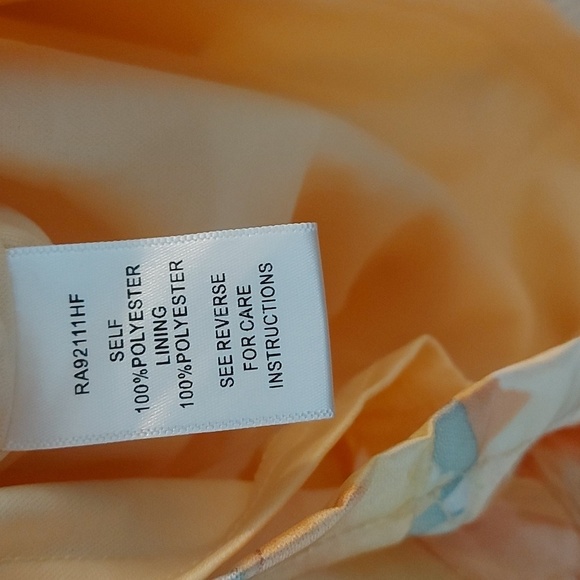 RA92111HF
SELF
100%POLYESTER
LINING
100%POLYESTER
SEE REVERSE
FOR CARE
INSTRUCTIONS